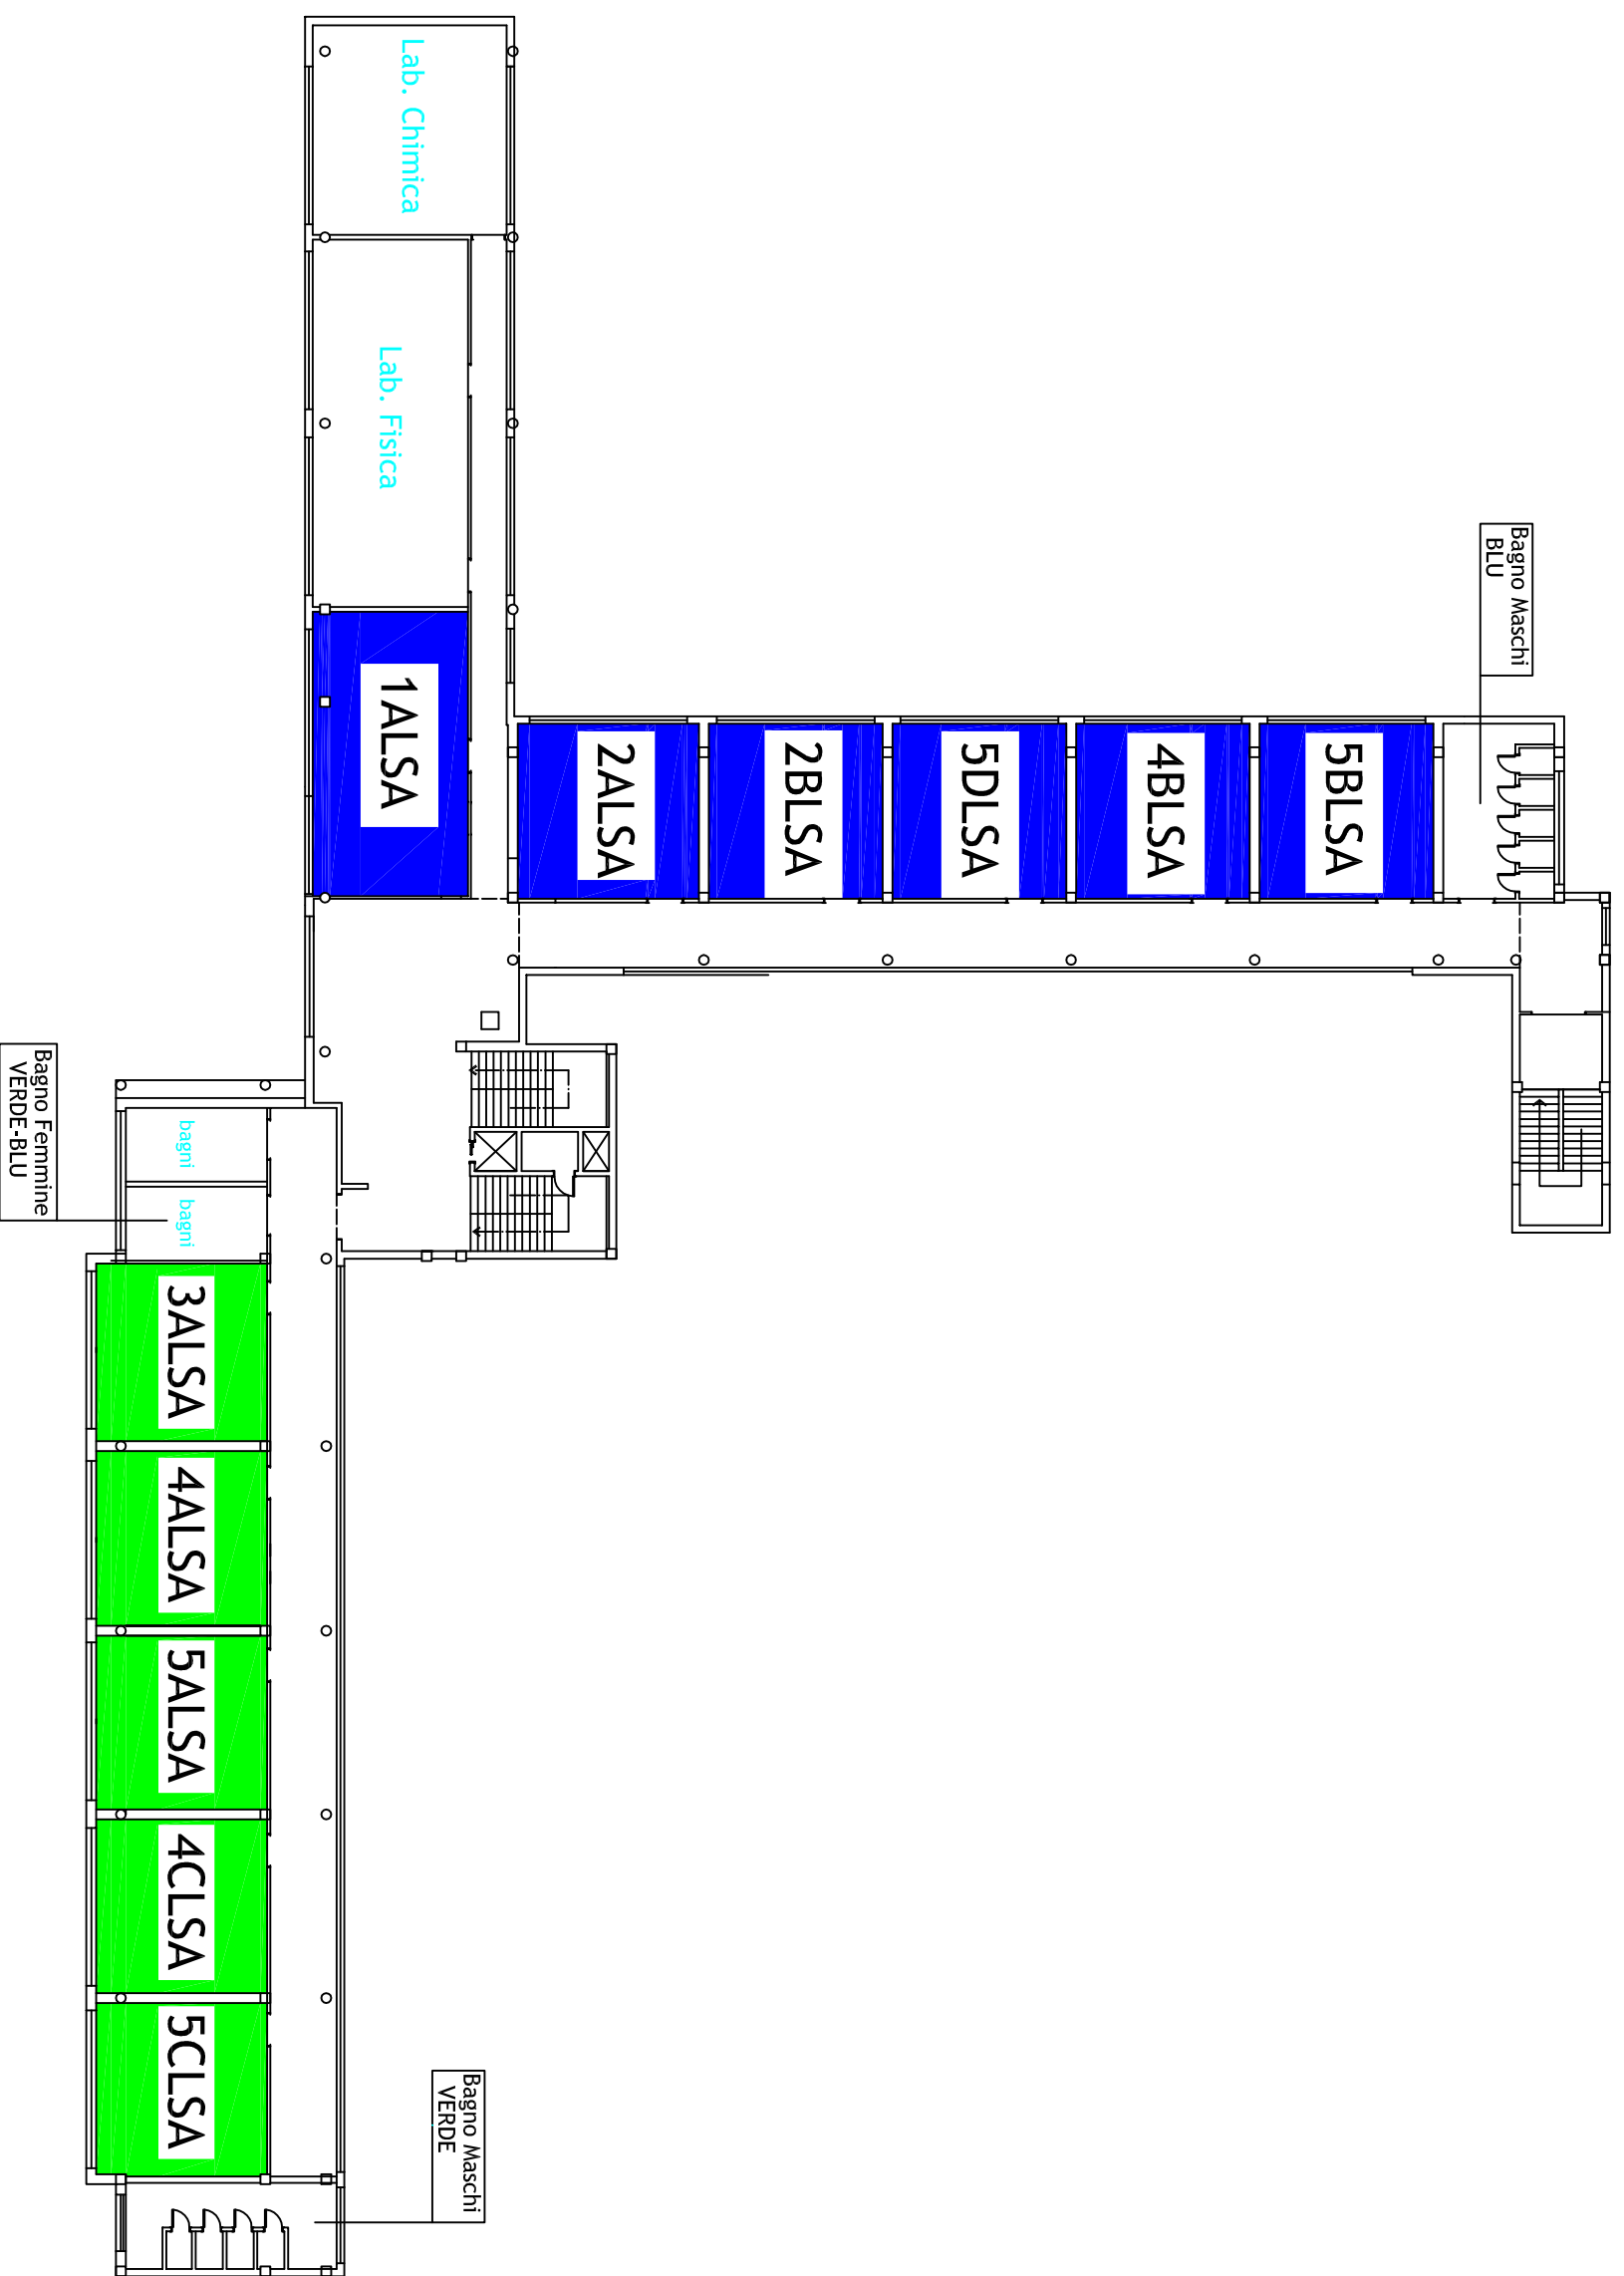 Lab. Chimica
Lab. Fisica
Bagno Maschi
BLU
1ALSA
2ALSA
2BLSA
5DLSA
4BLSA
5BLSA
Bagno Femmine
VERDE-BLU
bagni
bagni
3ALSA
4ALSA
5ALSA
4CLSA
5CLSA
Bagno Maschi
VERDE